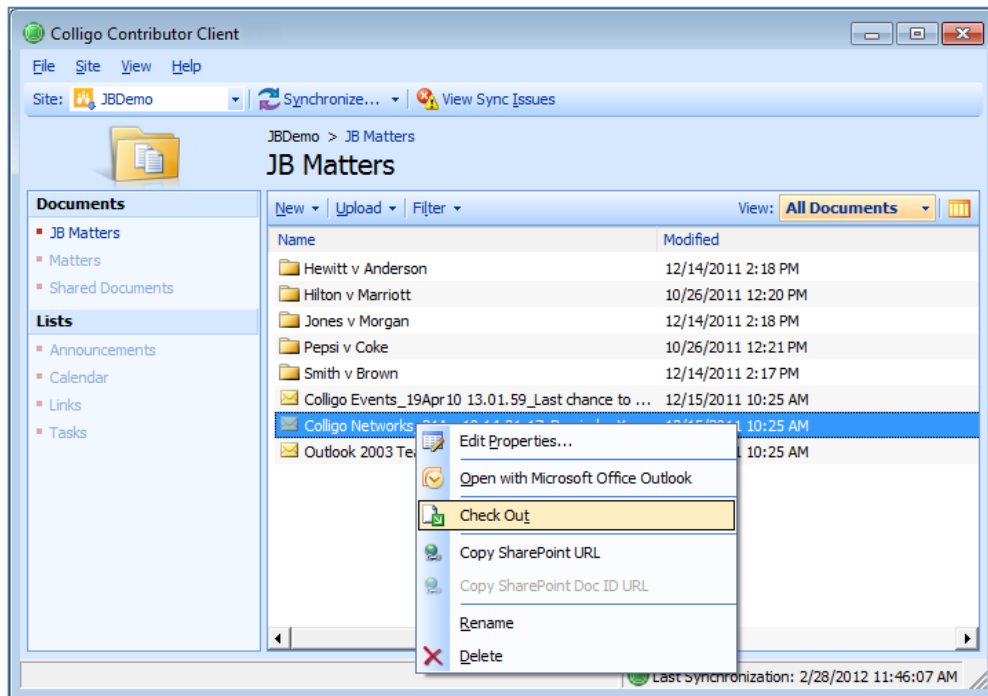 Colligo Contributor Client
File Site View Help
Site: JBDemo Synchronize... View Sync Issues
JBDemo > JB Matters
JB Matters
Documents
JB Matters
Matters
Shared Documents
Lists
Announcements
Calendar
Links
Tasks
New Upload Filter View: All Documents
Name Modified
Hewitt v Anderson 12/14/2011 2:18 PM
Hilton v Marriott 10/26/2011 12:20 PM
Jones v Morgan 12/14/2011 2:18 PM
Pepsi v Coke 10/26/2011 12:21 PM
Smith v Brown 12/14/2011 2:17 PM
Colligo Events_19Apr10 13.01.59_Last chance to ... 12/15/2011 10:25 AM
Colligo Networks 10:25 AM
Outlook 2003 10:25 AM
Edit Properties...
Open with Microsoft Office Outlook
Check Out
Copy SharePoint URL
Copy SharePoint Doc ID URL
Rename
Delete
Last Synchronization: 2/28/2012 11:46:07 AM